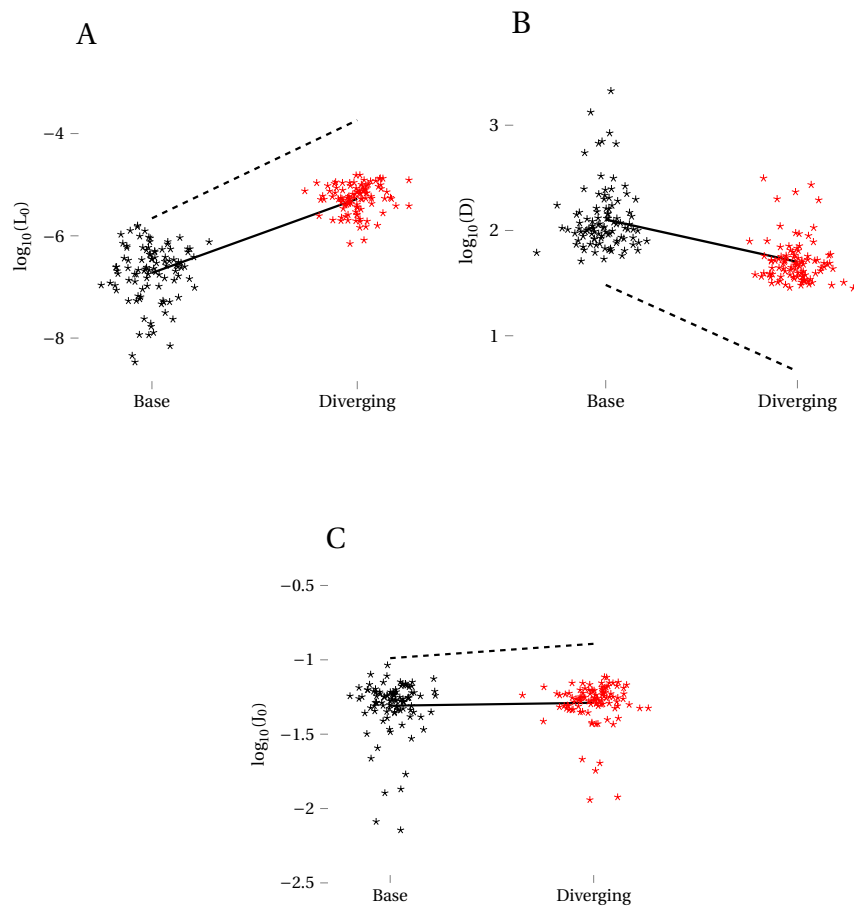 A
log₁₀(L₀)
−4
−6
−8
Base Diverging
B
log₁₀(D)
3
2
1
Base Diverging
C
log₁₀(J₀)
−0.5
−1
−1.5
−2
−2.5
Base Diverging